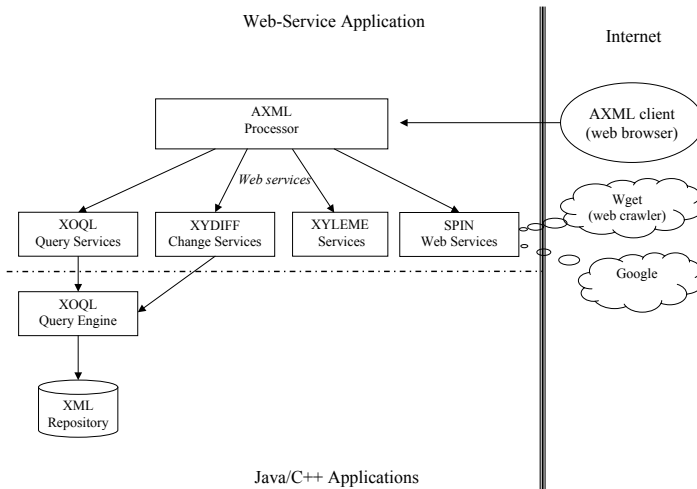 Web-Service Application
Internet
AXML
Processor
AXML client
(web browser)
Web services
XOQL
Query Services
XYDIFF
Change Services
XYLEME
Services
SPIN
Web Services
Wget
(web crawler)
Google
XOQL
Query Engine
XML
Repository
Java/C++ Applications